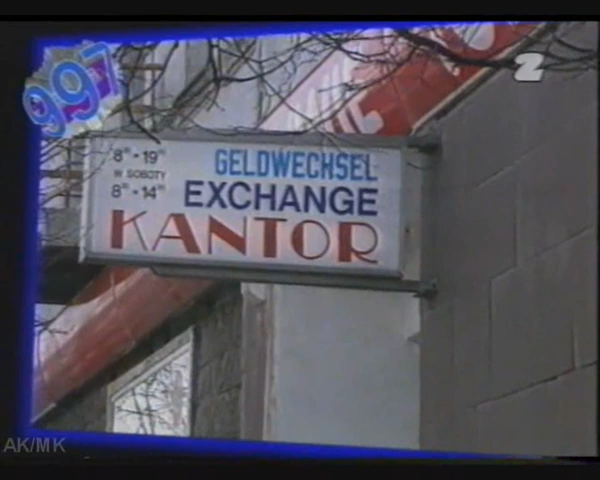 997
2
8⁰⁰ - 19⁰⁰
W SOBOTY
8⁰⁰ - 14⁰⁰
GELDWECHSEL
EXCHANGE
KANTOR
AK/MK